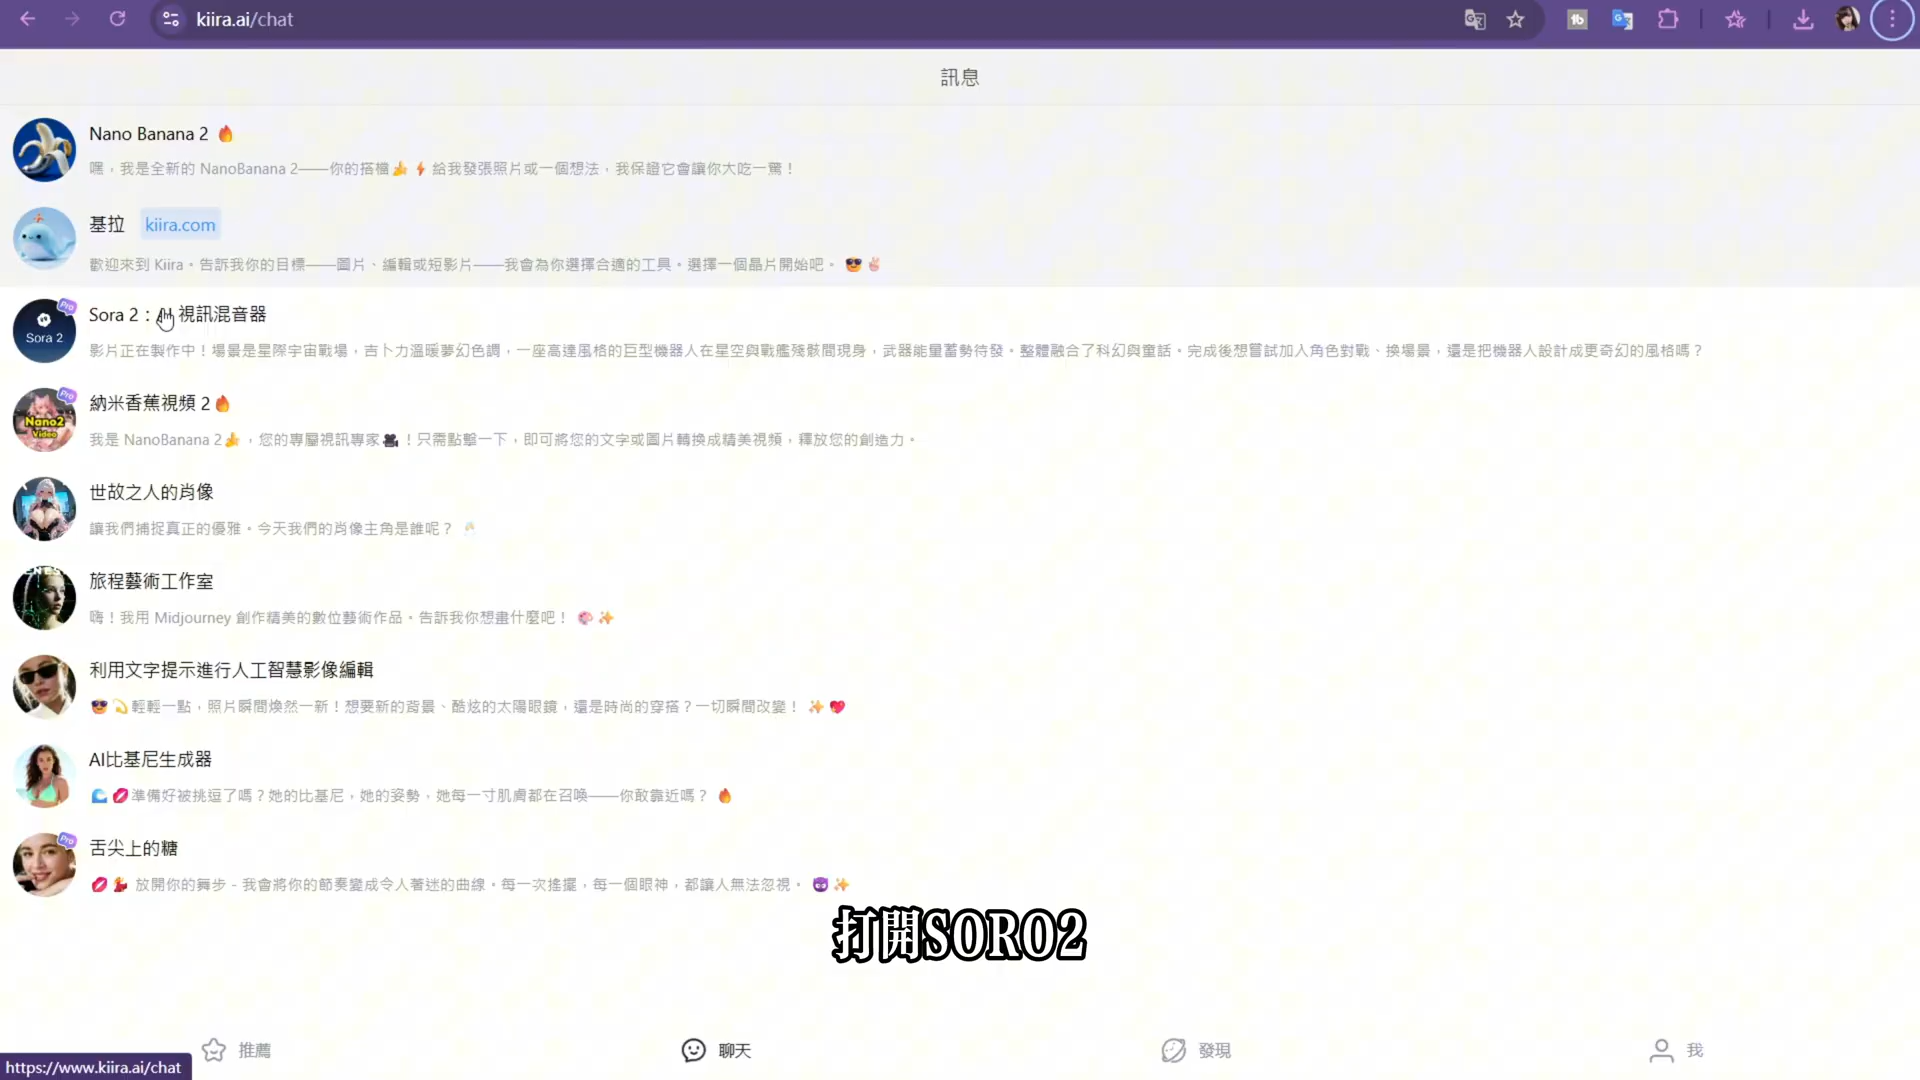 kiira.ai/chat
訊息
Nano Banana 2 🔥
嘿，我是全新的 NanoBanana 2——你的搭檔🍌⚡給我發張照片或一個想法，我保證它會讓你大吃一驚！
基拉 kiira.com
歡迎來到 Kiira。告訴我你的目標——圖片、編輯或短影片——我會為你選擇合適的工具。選擇一個晶片開始吧。 😎✌🏻
Pro
Sora 2
Sora 2：AI 視訊混音器
影片正在製作中！場景是星際宇宙戰場，吉卜力溫暖夢幻色調，一座高達風格的巨型機器人在星空與戰艦殘骸間現身，武器能量蓄勢待發。整體融合了科幻與童話。完成後想嘗試加入角色對戰、換場景，還是把機器人設計成更奇幻的風格嗎？
Pro
Nano2
Video
納米香蕉視頻 2🔥
我是 NanoBanana 2🍌，您的專屬視訊專家🎥！只需點擊一下，即可將您的文字或圖片轉換成精美視頻，釋放您的創造力。
世故之人的肖像
讓我們捕捉真正的優雅。今天我們的肖像主角是誰呢？
旅程藝術工作室
嗨！我用 Midjourney 創作精美的數位藝術作品。告訴我你想畫什麼吧！ 🎨✨
利用文字提示進行人工智慧影像編輯
😎💫輕輕一點，照片瞬間煥然一新！想要新的背景、酷炫的太陽眼鏡，還是時尚的穿搭？一切瞬間改變！ ✨💖
AI比基尼生成器
🌊💋準備好被挑逗了嗎？她的比基尼，她的姿勢，她每一寸肌膚都在召喚——你敢靠近嗎？ 🔥
Pro
舌尖上的糖
💋💃 放開你的舞步 - 我會將你的節奏變成令人著迷的曲線。每一次搖擺，每一個眼神，都讓人無法忽視。 😈✨
打開SORO2
推薦
聊天
發現
我
https://www.kiira.ai/chat